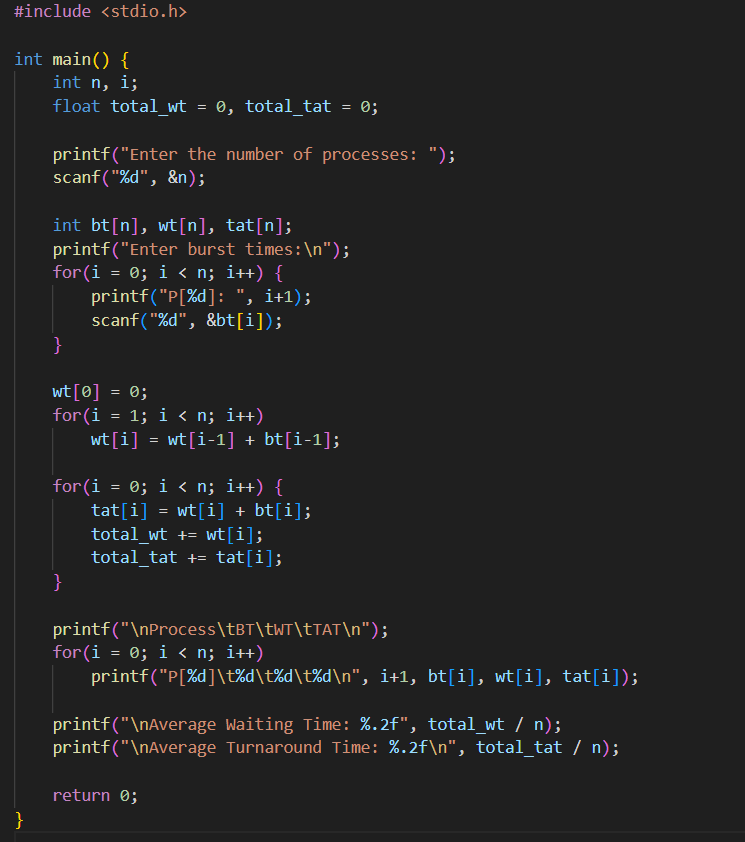 #include <stdio.h>

int main() {
    int n, i;
    float total_wt = 0, total_tat = 0;

    printf("Enter the number of processes: ");
    scanf("%d", &n);

    int bt[n], wt[n], tat[n];
    printf("Enter burst times:\n");
    for(i = 0; i < n; i++) {
        printf("P[%d]: ", i+1);
        scanf("%d", &bt[i]);
    }

    wt[0] = 0;
    for(i = 1; i < n; i++)
        wt[i] = wt[i-1] + bt[i-1];

    for(i = 0; i < n; i++) {
        tat[i] = wt[i] + bt[i];
        total_wt += wt[i];
        total_tat += tat[i];
    }

    printf("\nProcess\tBT\tWT\tTAT\n");
    for(i = 0; i < n; i++)
        printf("P[%d]\t%d\t%d\t%d\n", i+1, bt[i], wt[i], tat[i]);

    printf("\nAverage Waiting Time: %.2f", total_wt / n);
    printf("\nAverage Turnaround Time: %.2f\n", total_tat / n);

    return 0;
}